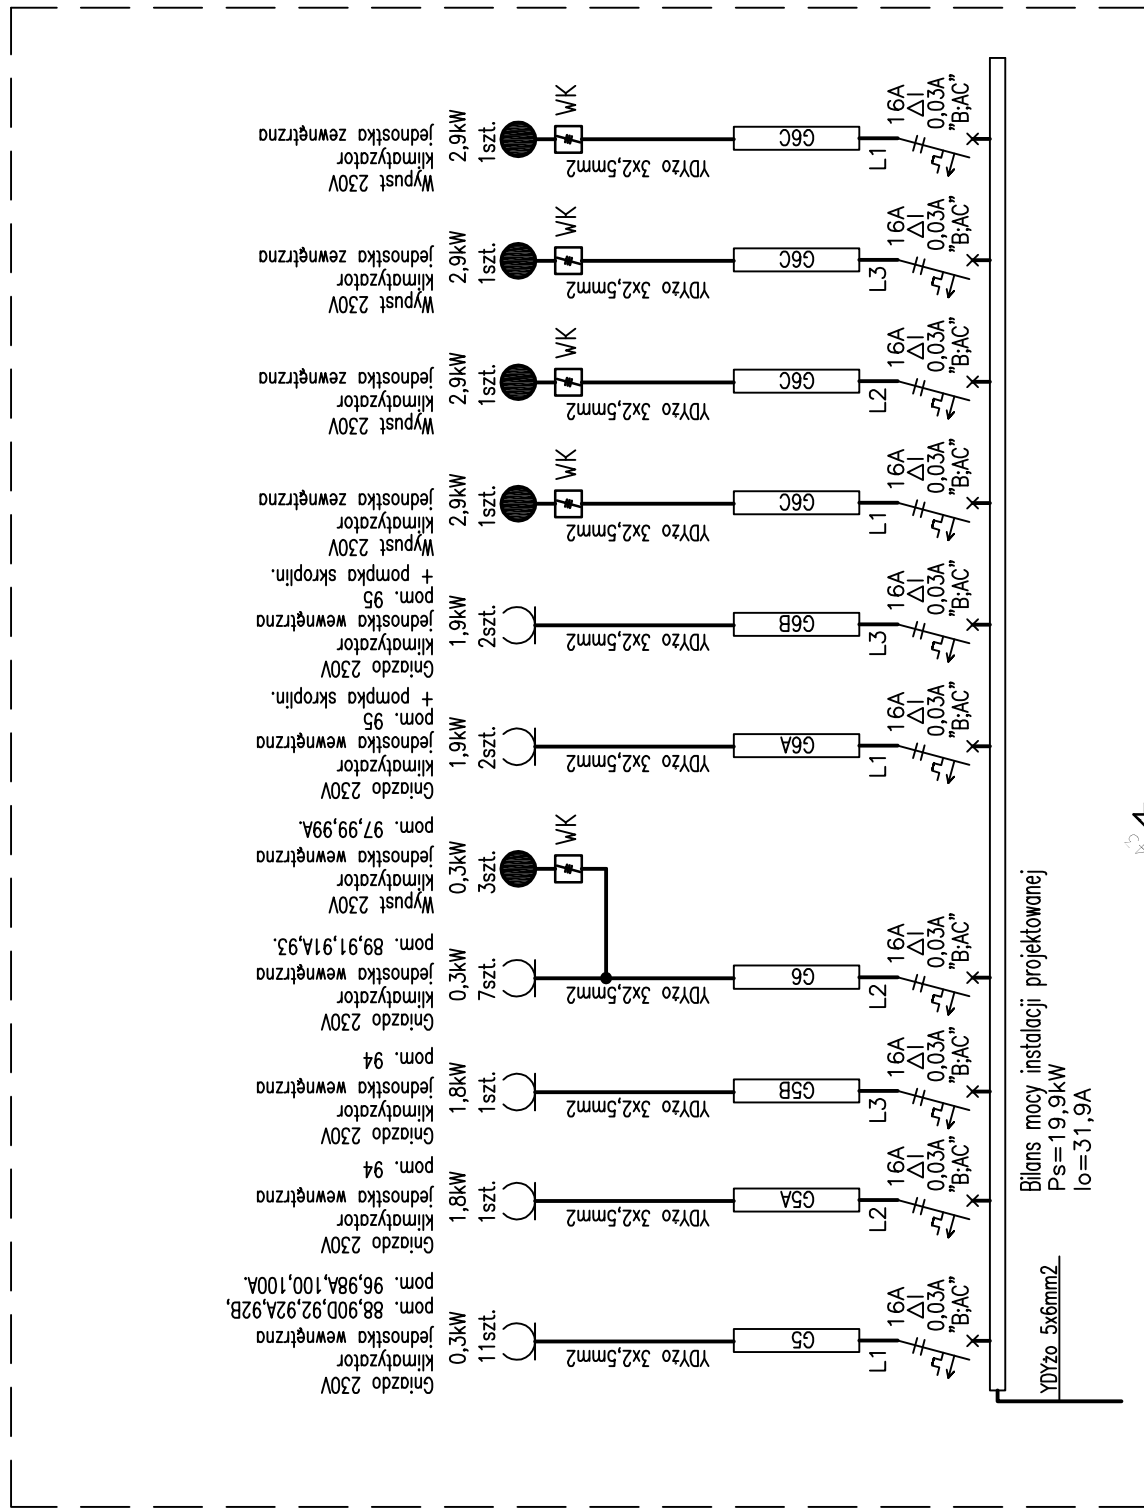 Gniazdo 230V
klimatyzator
jednostka wewnętrzna
pom. 88,90D,92,92A,92B,
pom. 96,98A,100,100A.
0,3kW
11szt.
YDYżo 3x2,5mm2
G5
L1
16A
△I
0,03A
"B;AC"
Gniazdo 230V
klimatyzator
jednostka wewnętrzna
pom. 94
1,8kW
1szt.
YDYżo 3x2,5mm2
G5A
L2
16A
△I
0,03A
"B;AC"
Gniazdo 230V
klimatyzator
jednostka wewnętrzna
pom. 94
1,8kW
1szt.
YDYżo 3x2,5mm2
G5B
L3
16A
△I
0,03A
"B;AC"
Gniazdo 230V
klimatyzator
jednostka wewnętrzna
pom. 89,91,91A,93.
0,3kW
7szt.
YDYżo 3x2,5mm2
G6
L2
16A
△I
0,03A
"B;AC"
Wypust 230V
klimatyzator
jednostka wewnętrzna
pom. 97,99,99A.
0,3kW
3szt.
WK
Gniazdo 230V
klimatyzator
jednostka wewnętrzna
pom. 95
+ pompka skroplin.
1,9kW
2szt.
YDYżo 3x2,5mm2
G6A
L1
16A
△I
0,03A
"B;AC"
Gniazdo 230V
klimatyzator
jednostka wewnętrzna
pom. 95
+ pompka skroplin.
1,9kW
2szt.
YDYżo 3x2,5mm2
G6B
L3
16A
△I
0,03A
"B;AC"
Wypust 230V
klimatyzator
jednostka zewnętrzna
2,9kW
1szt.
WK
YDYżo 3x2,5mm2
G6C
L1
16A
△I
0,03A
"B;AC"
Wypust 230V
klimatyzator
jednostka zewnętrzna
2,9kW
1szt.
WK
YDYżo 3x2,5mm2
G6C
L2
16A
△I
0,03A
"B;AC"
Wypust 230V
klimatyzator
jednostka zewnętrzna
2,9kW
1szt.
WK
YDYżo 3x2,5mm2
G6C
L3
16A
△I
0,03A
"B;AC"
Wypust 230V
klimatyzator
jednostka zewnętrzna
2,9kW
1szt.
WK
YDYżo 3x2,5mm2
G6C
L1
16A
△I
0,03A
"B;AC"
YDYżo 5x6mm2
Bilans mocy instalacji projektowanej
Ps=19,9kW
Io=31,9A